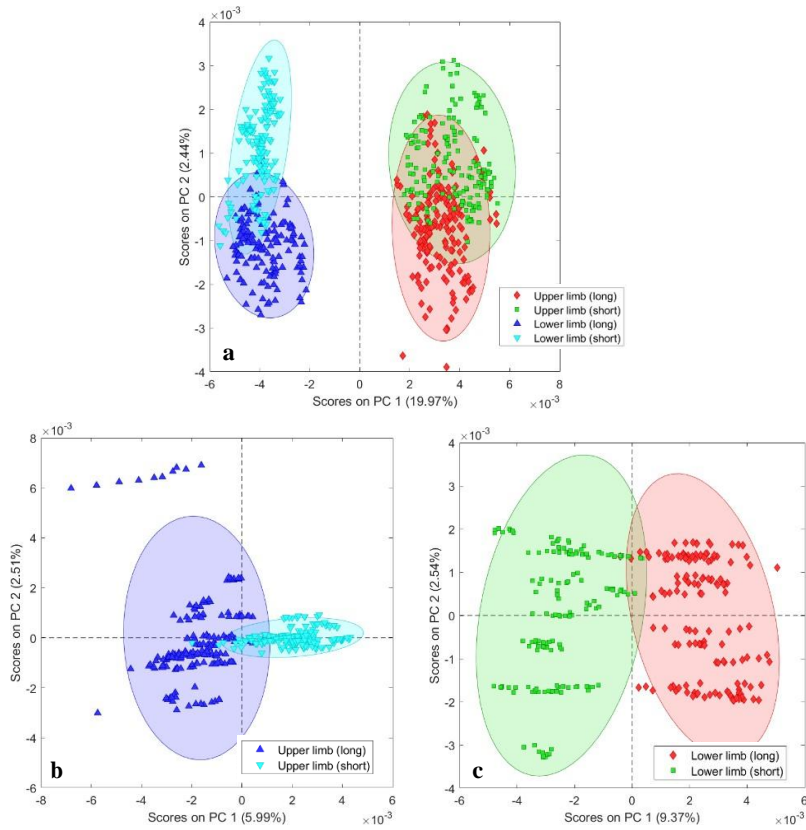 ×10⁻³
4
3
2
1
0
-1
-2
-3
-4
Scores on PC 2 (2.44%)
Upper limb (long)
Upper limb (short)
Lower limb (long)
Lower limb (short)
a
-6 -4 -2 0 2 4 6 8
Scores on PC 1 (19.97%)
×10⁻³
×10⁻³
8
6
4
2
0
-2
-4
-6
Scores on PC 2 (2.51%)
Upper limb (long)
Upper limb (short)
b
-8 -6 -4 -2 0 2 4 6
Scores on PC 1 (5.99%)
×10⁻³
×10⁻³
4
3
2
1
0
-1
-2
-3
-4
Scores on PC 2 (2.54%)
Lower limb (long)
Lower limb (short)
c
-6 -4 -2 0 2 4 6
Scores on PC 1 (9.37%)
×10⁻³